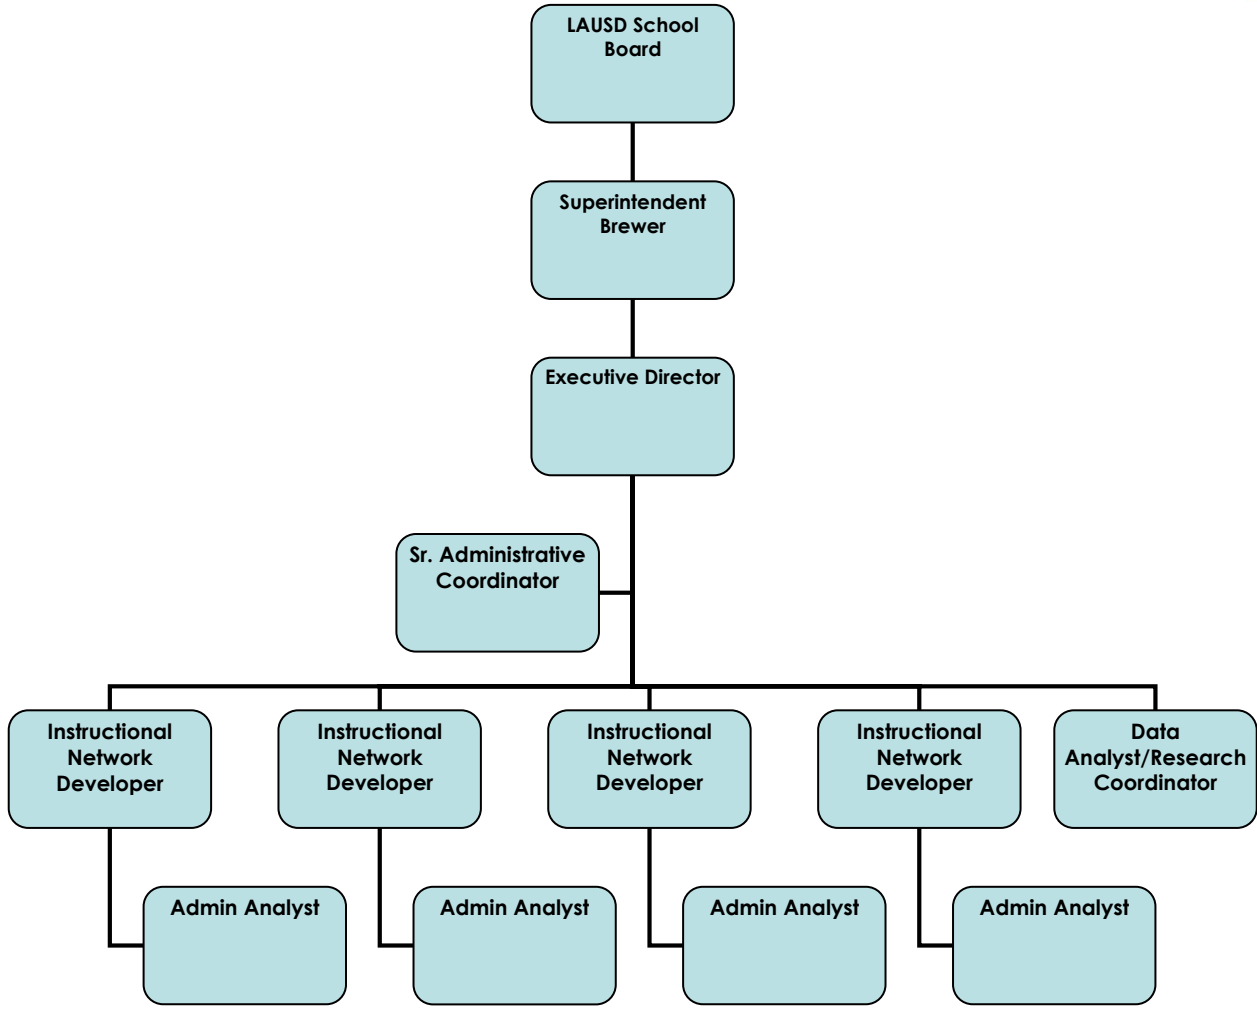 LAUSD School
Board
Superintendent
Brewer
Executive Director
Sr. Administrative
Coordinator
Instructional
Network
Developer
Instructional
Network
Developer
Instructional
Network
Developer
Instructional
Network
Developer
Data
Analyst/Research
Coordinator
Admin Analyst
Admin Analyst
Admin Analyst
Admin Analyst